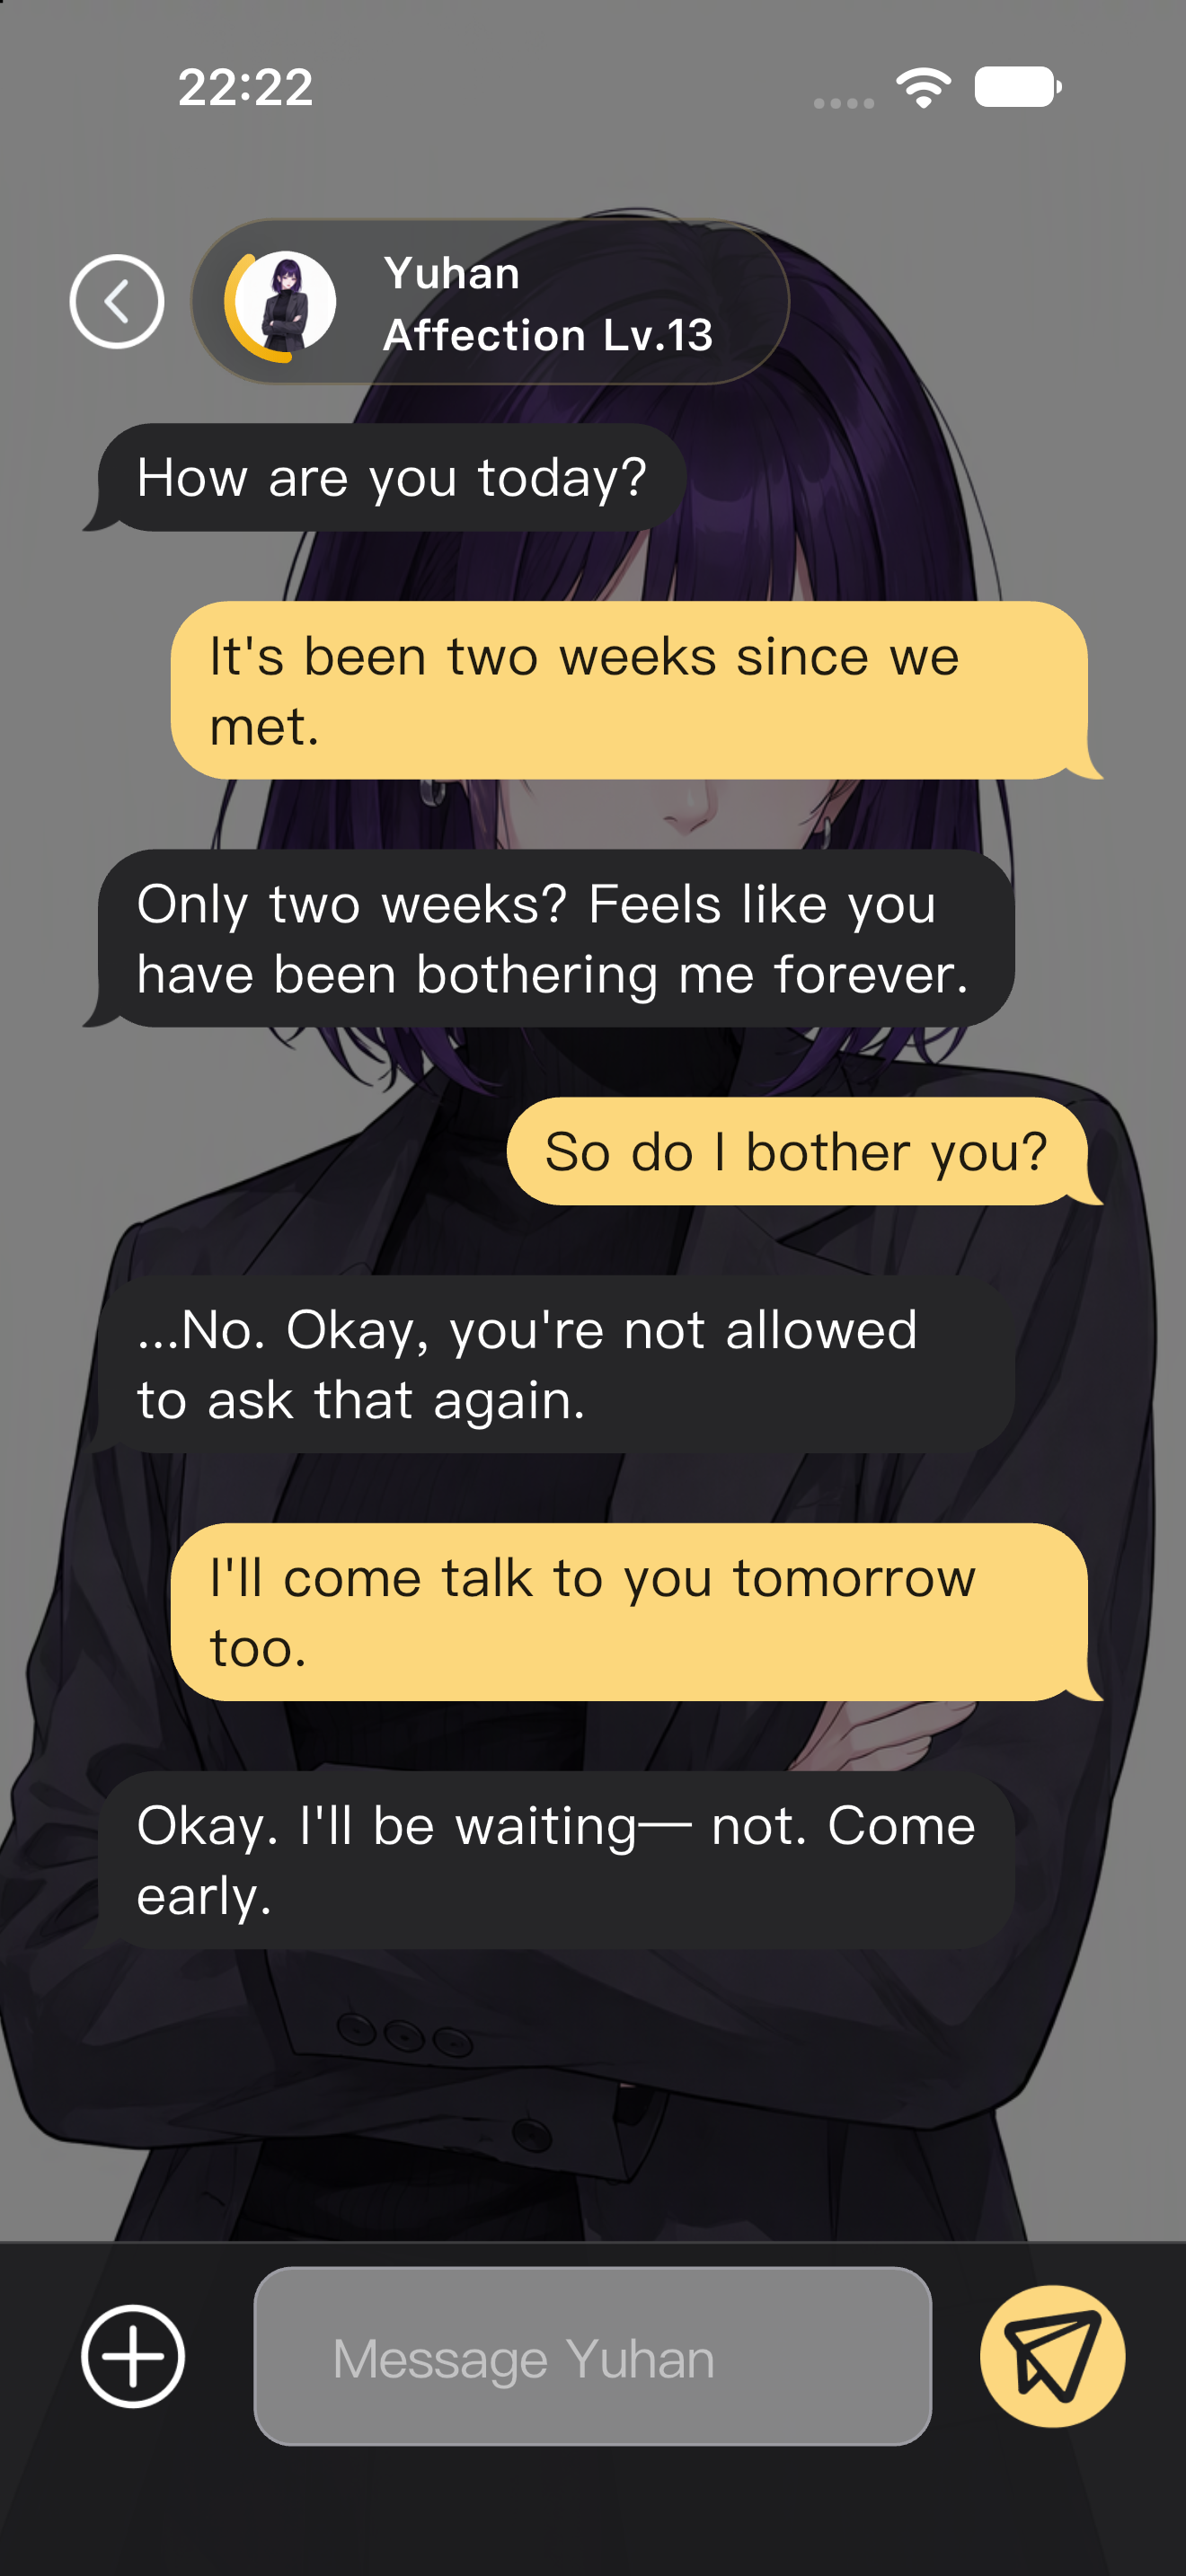 22:22
Yuhan
Affection Lv.13
How are you today?
It's been two weeks since we
met.
Only two weeks? Feels like you
have been bothering me forever.
So do I bother you?
...No. Okay, you're not allowed
to ask that again.
I'll come talk to you tomorrow
too.
Okay. I'll be waiting— not. Come
early.
Message Yuhan